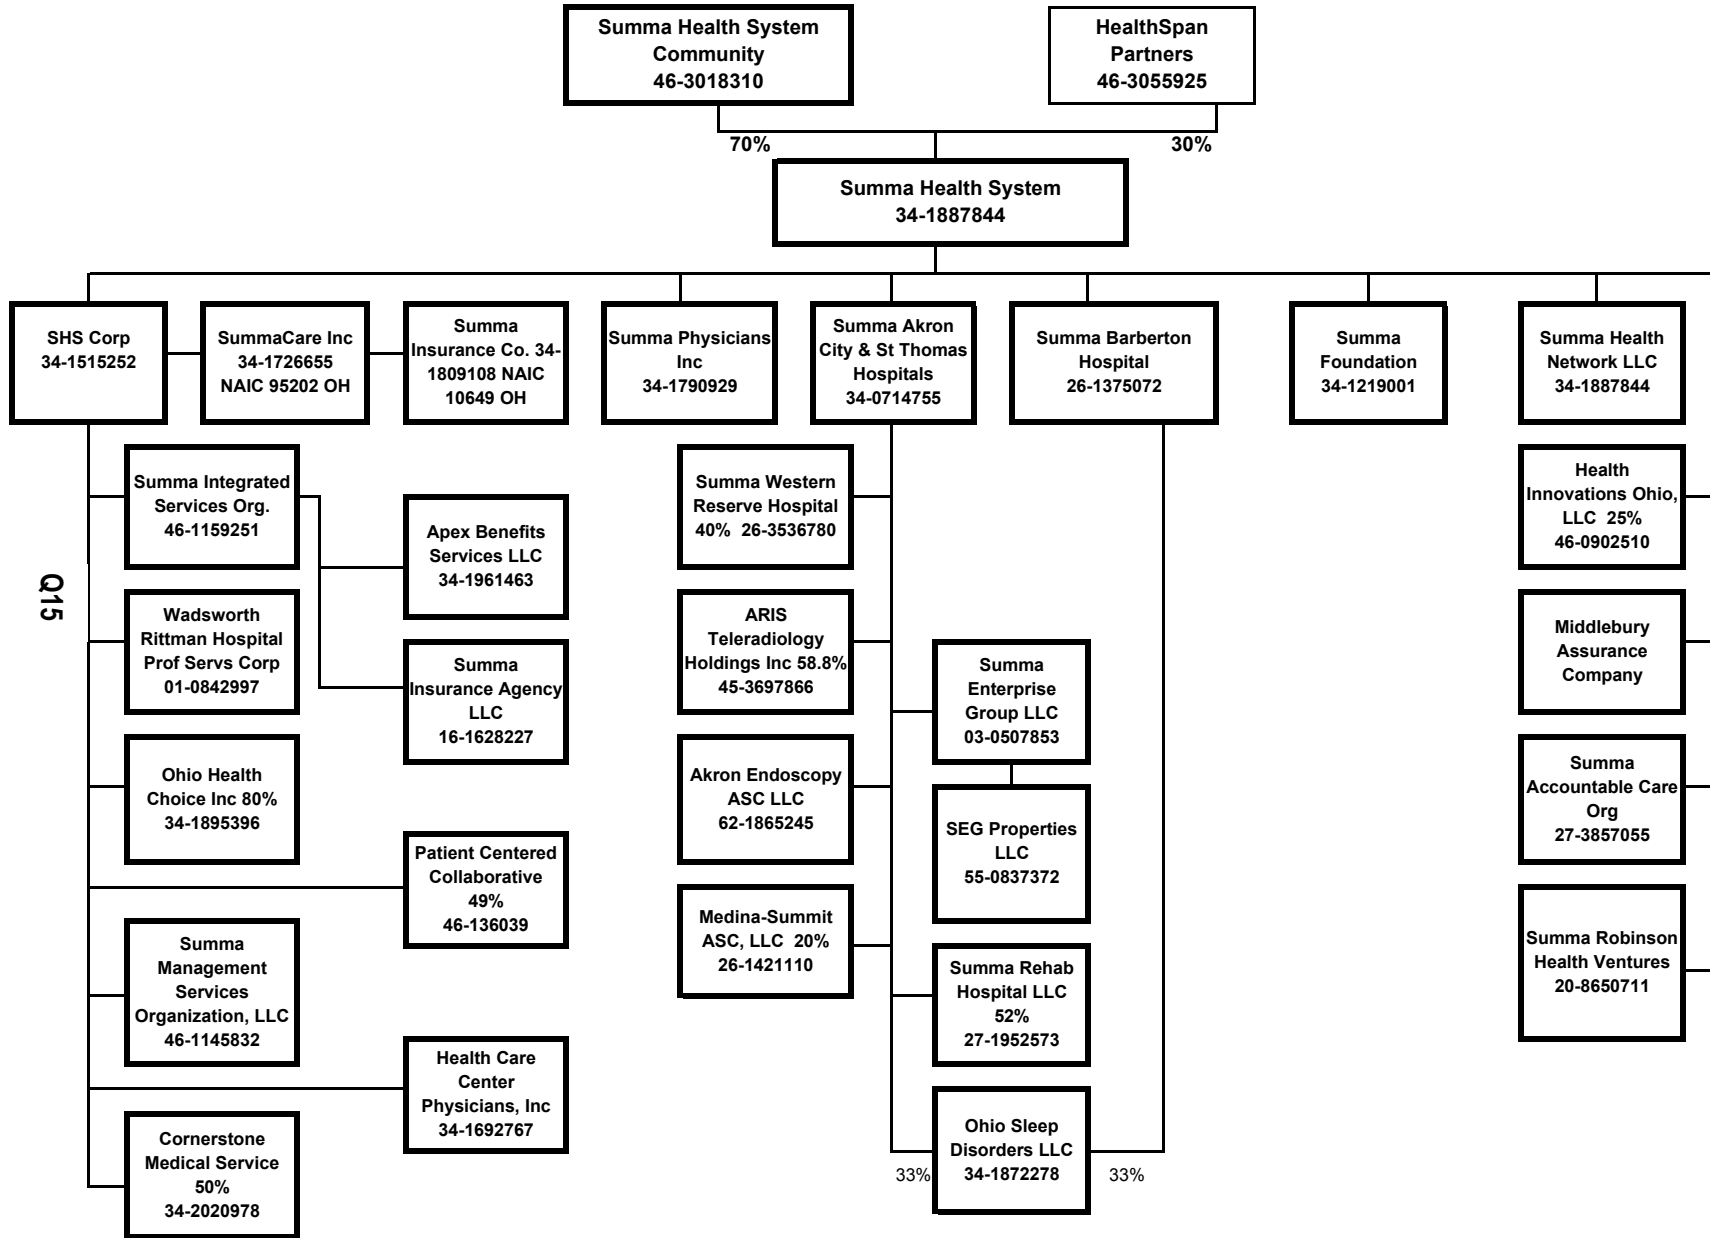 Summa Health System
Community
46-3018310
HealthSpan
Partners
46-3055925
70%
30%
Summa Health System
34-1887844
SHS Corp
34-1515252
SummaCare Inc
34-1726655
NAIC 95202 OH
Summa
Insurance Co. 34-
1809108 NAIC
10649 OH
Summa Physicians
Inc
34-1790929
Summa Akron
City & St Thomas
Hospitals
34-0714755
Summa Barberton
Hospital
26-1375072
Summa
Foundation
34-1219001
Summa Health
Network LLC
34-1887844
Q15
Summa Integrated
Services Org.
46-1159251
Wadsworth
Rittman Hospital
Prof Servs Corp
01-0842997
Ohio Health
Choice Inc 80%
34-1895396
Summa
Management
Services
Organization, LLC
46-1145832
Cornerstone
Medical Service
50%
34-2020978
Apex Benefits
Services LLC
34-1961463
Summa
Insurance Agency
LLC
16-1628227
Patient Centered
Collaborative
49%
46-136039
Health Care
Center
Physicians, Inc
34-1692767
Summa Western
Reserve Hospital
40%  26-3536780
ARIS
Teleradiology
Holdings Inc 58.8%
45-3697866
Akron Endoscopy
ASC LLC
62-1865245
Medina-Summit
ASC, LLC  20%
26-1421110
Summa
Enterprise
Group LLC
03-0507853
SEG Properties
LLC
55-0837372
Summa Rehab
Hospital LLC
52%
27-1952573
Ohio Sleep
Disorders LLC
34-1872278
33%
33%
Health
Innovations Ohio,
LLC  25%
46-0902510
Middlebury
Assurance
Company
Summa
Accountable Care
Org
27-3857055
Summa Robinson
Health Ventures
20-8650711